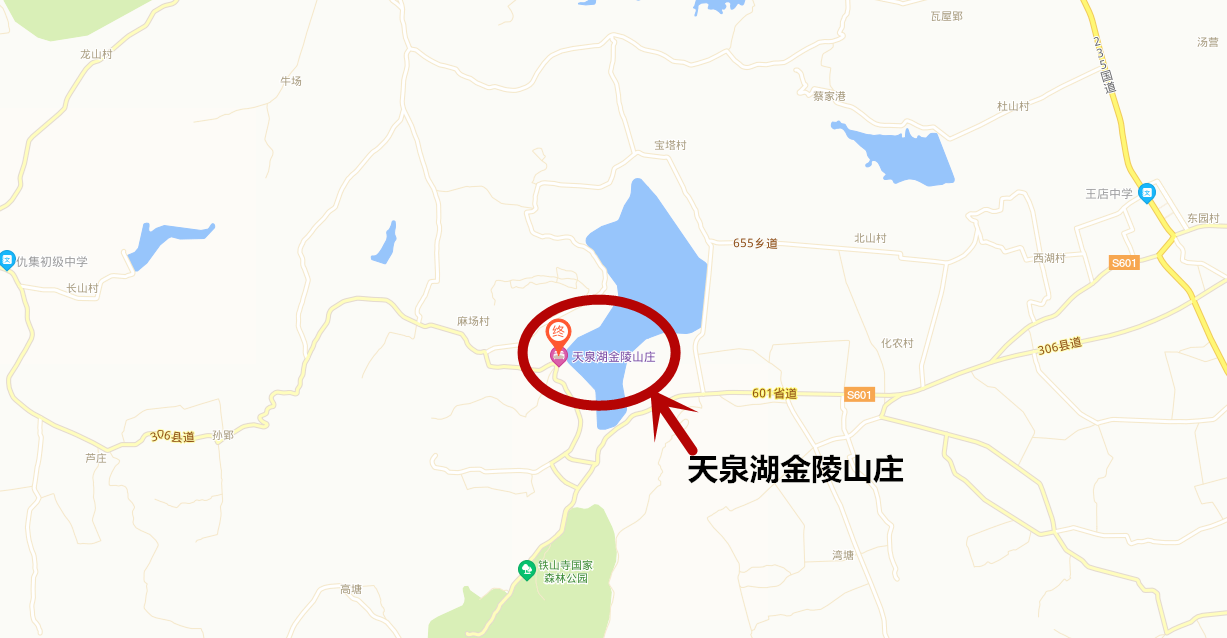 瓦屋郢
汤营
龙山村
235国道
牛场
蔡家港
杜山村
宝塔村
王店中学
东园村
655乡道
北山村
西湖村
S601
仇集初级中学
长山村
麻场村
终
天泉湖金陵山庄
化农村
306县道
601省道
S601
306县道
孙郢
芦庄
天泉湖金陵山庄
湾塘
铁山寺国家
森林公园
高塘